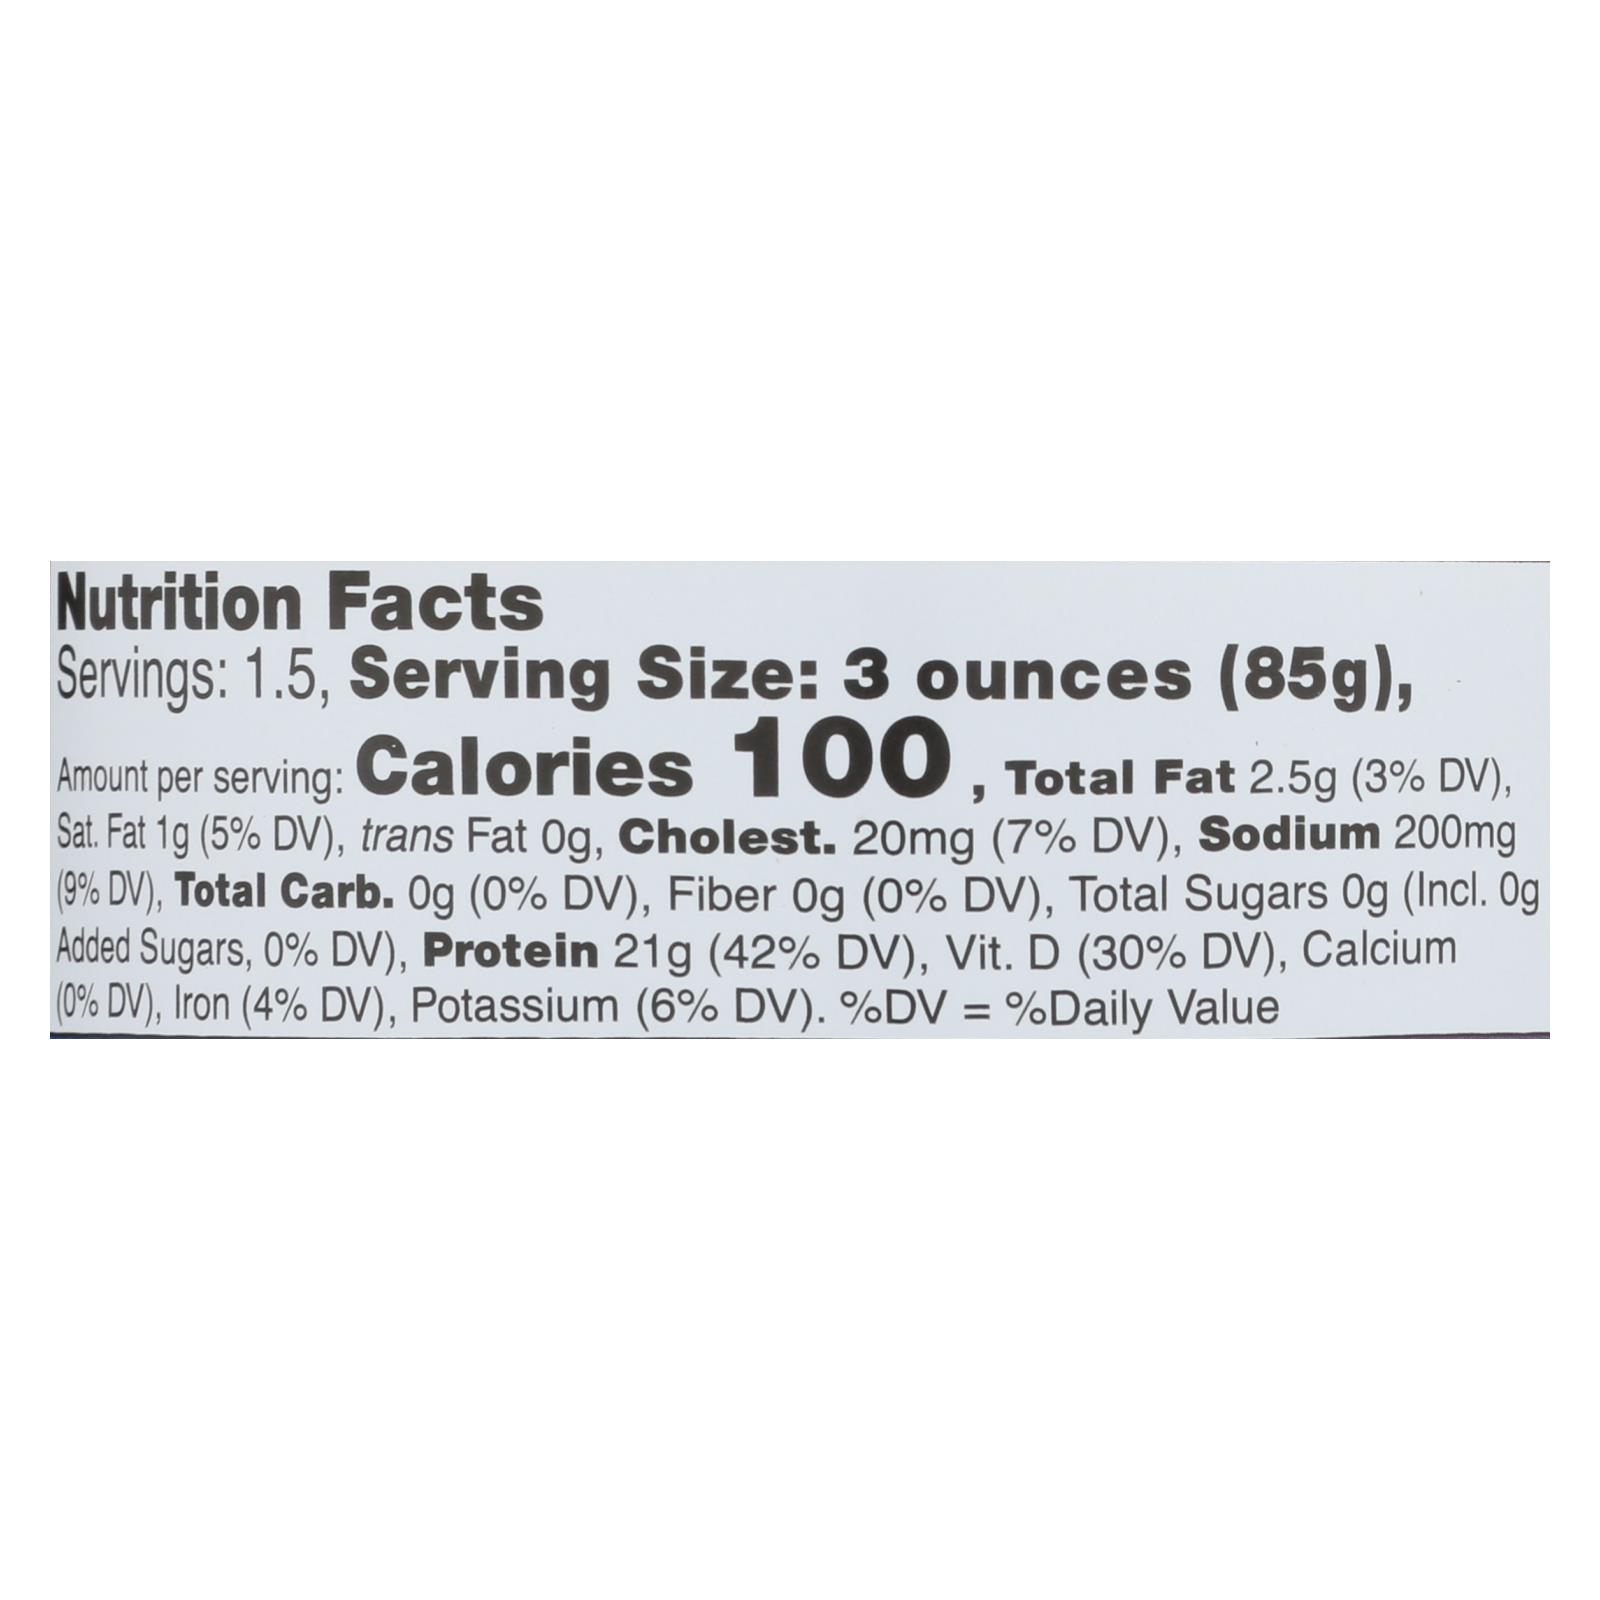 Nutrition Facts
Servings: 1.5, Serving Size: 3 ounces (85g),
Amount per serving: Calories 100 , Total Fat 2.5g (3% DV),
Sat. Fat 1g (5% DV), trans Fat 0g, Cholest. 20mg (7% DV), Sodium 200mg
(9% DV), Total Carb. 0g (0% DV), Fiber 0g (0% DV), Total Sugars 0g (Incl. 0g
Added Sugars, 0% DV), Protein 21g (42% DV), Vit. D (30% DV), Calcium
(0% DV), Iron (4% DV), Potassium (6% DV). %DV = %Daily Value